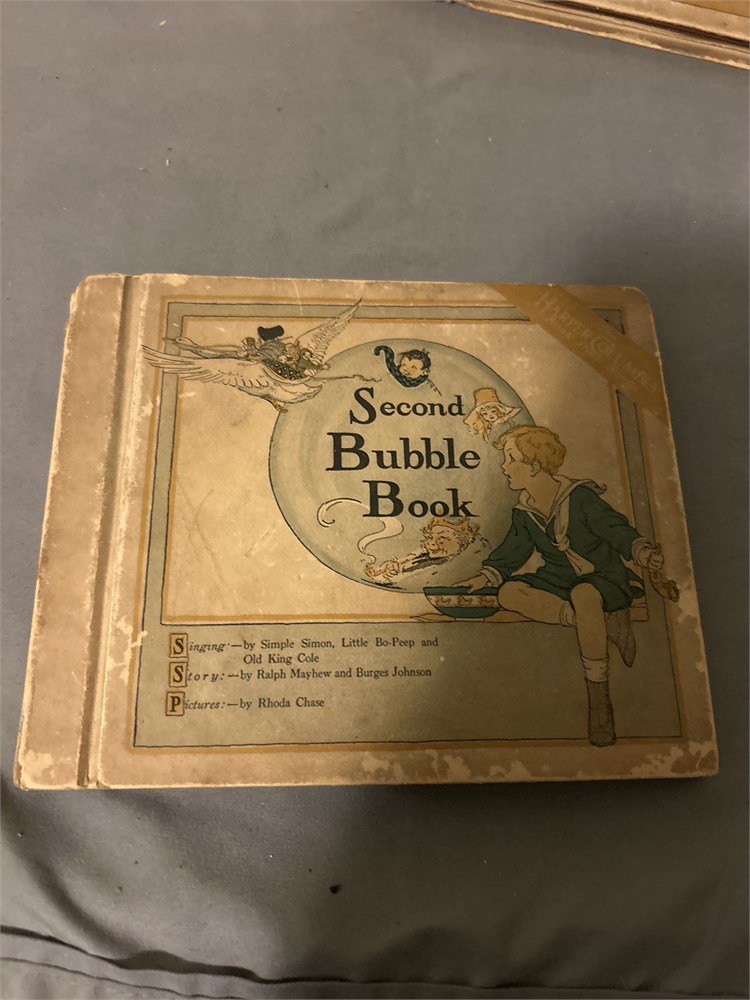 Second
Bubble
Book
Singing:—by Simple Simon, Little Bo-Peep and
Old King Cole
Story:—by Ralph Mayhew and Burges Johnson
Pictures:—by Rhoda Chase